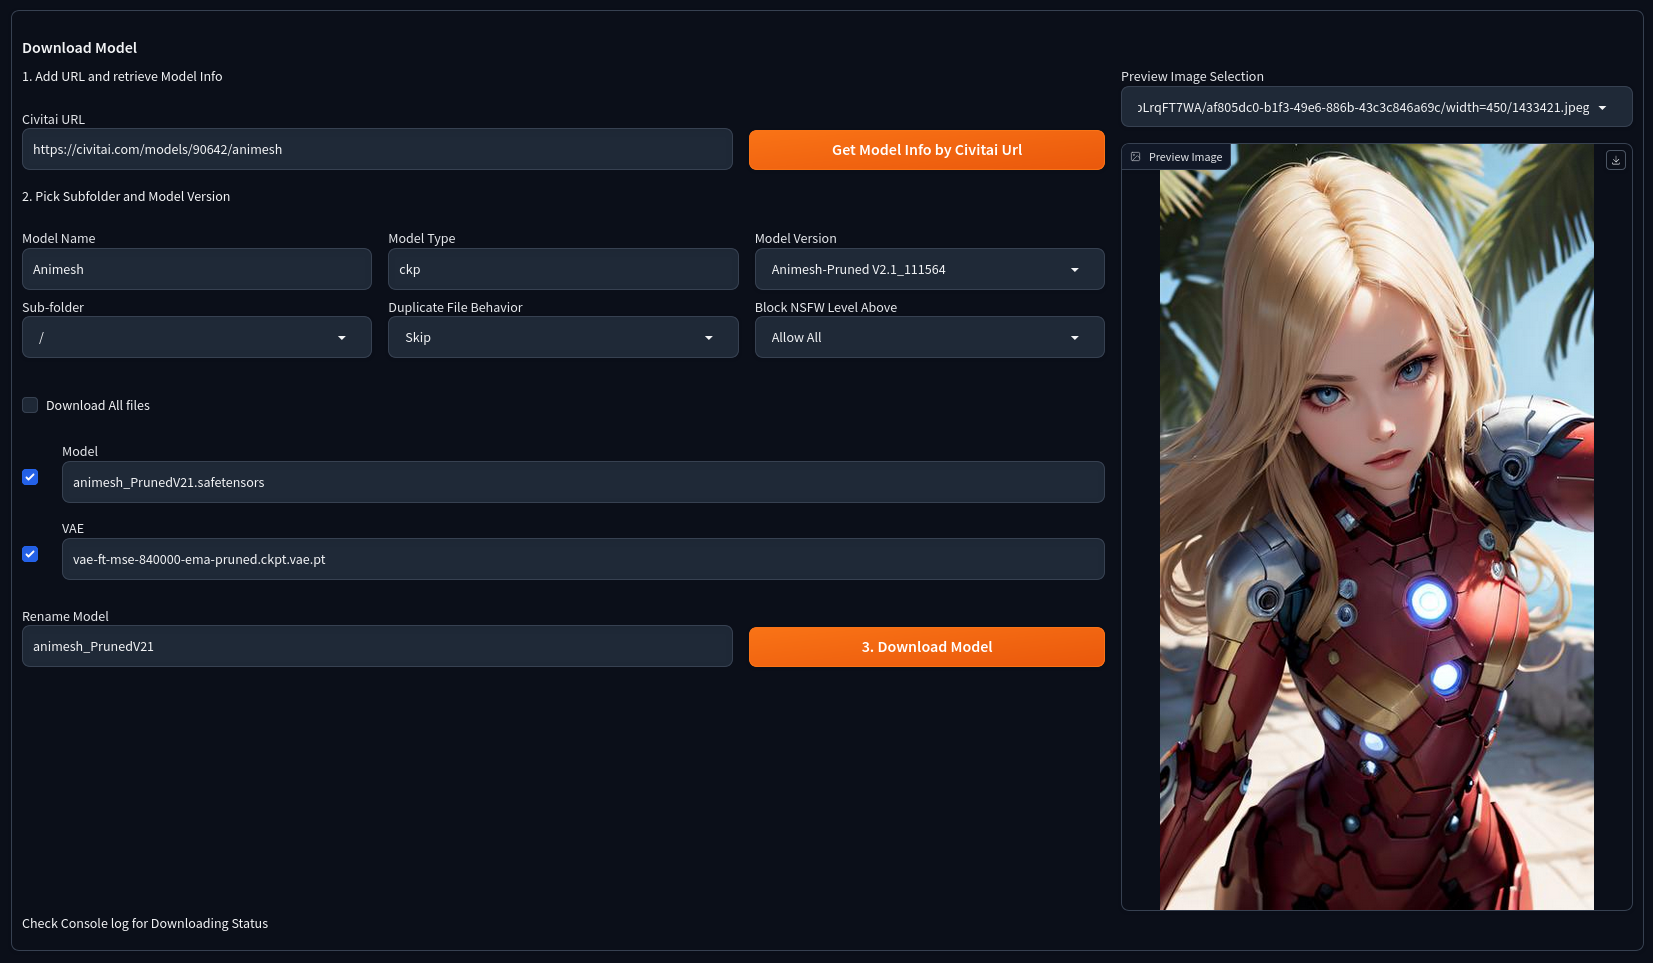 Download Model
1. Add URL and retrieve Model Info
Civitai URL
https://civitai.com/models/90642/animesh
Get Model Info by Civitai Url
2. Pick Subfolder and Model Version
Model Name
Model Type
Model Version
Animesh
ckp
Animesh-Pruned V2.1_111564
Sub-folder
Duplicate File Behavior
Block NSFW Level Above
/
Skip
Allow All
Download All files
Model
animesh_PrunedV21.safetensors
VAE
vae-ft-mse-840000-ema-pruned.ckpt.vae.pt
Rename Model
animesh_PrunedV21
3. Download Model
Check Console log for Downloading Status
Preview Image Selection
LrqFT7WA/af805dc0-b1f3-49e6-886b-43c3c846a69c/width=450/1433421.jpeg
Preview Image